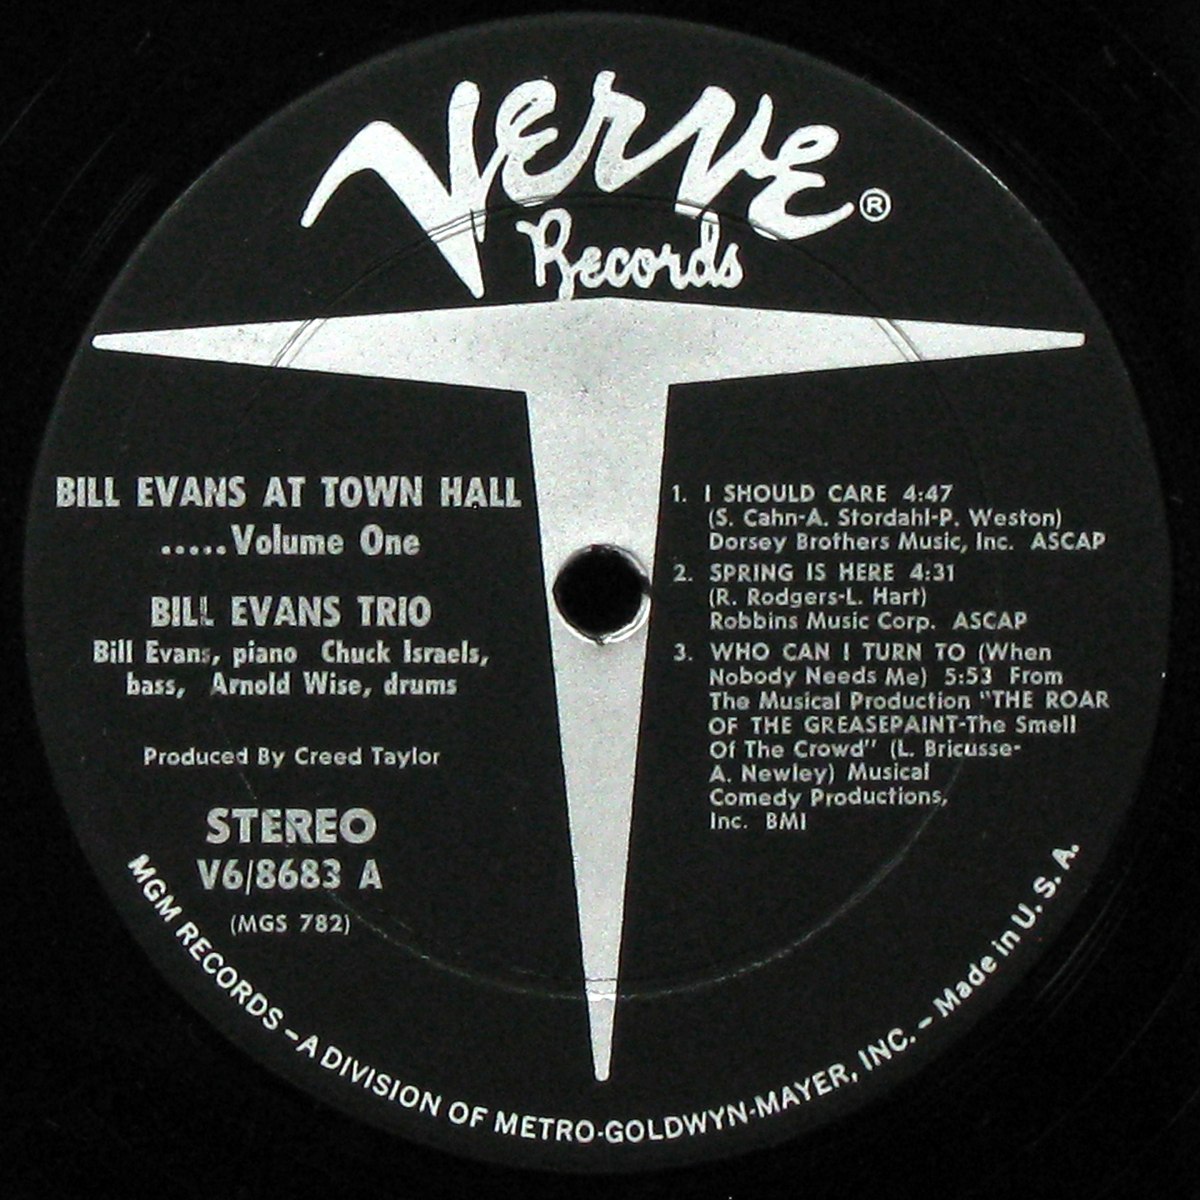 Verve ®
Records
BILL EVANS AT TOWN HALL
.....Volume One
BILL EVANS TRIO
Bill Evans, piano Chuck Israels,
bass, Arnold Wise, drums
Produced By Creed Taylor
STEREO
V6/8683 A
(MGS 782)
1. I SHOULD CARE 4:47
(S. Cahn-A. Stordahl-P. Weston)
Dorsey Brothers Music, Inc. ASCAP
2. SPRING IS HERE 4:31
(R. Rodgers-L. Hart)
Robbins Music Corp. ASCAP
3. WHO CAN I TURN TO (When
Nobody Needs Me) 5:53 From
The Musical Production "THE ROAR
OF THE GREASEPAINT-The Smell
Of The Crowd" (L. Bricusse-
A. Newley) Musical
Comedy Productions,
Inc. BMI
MGM RECORDS – A DIVISION OF METRO-GOLDWYN-MAYER, INC. – Made in U. S. A.